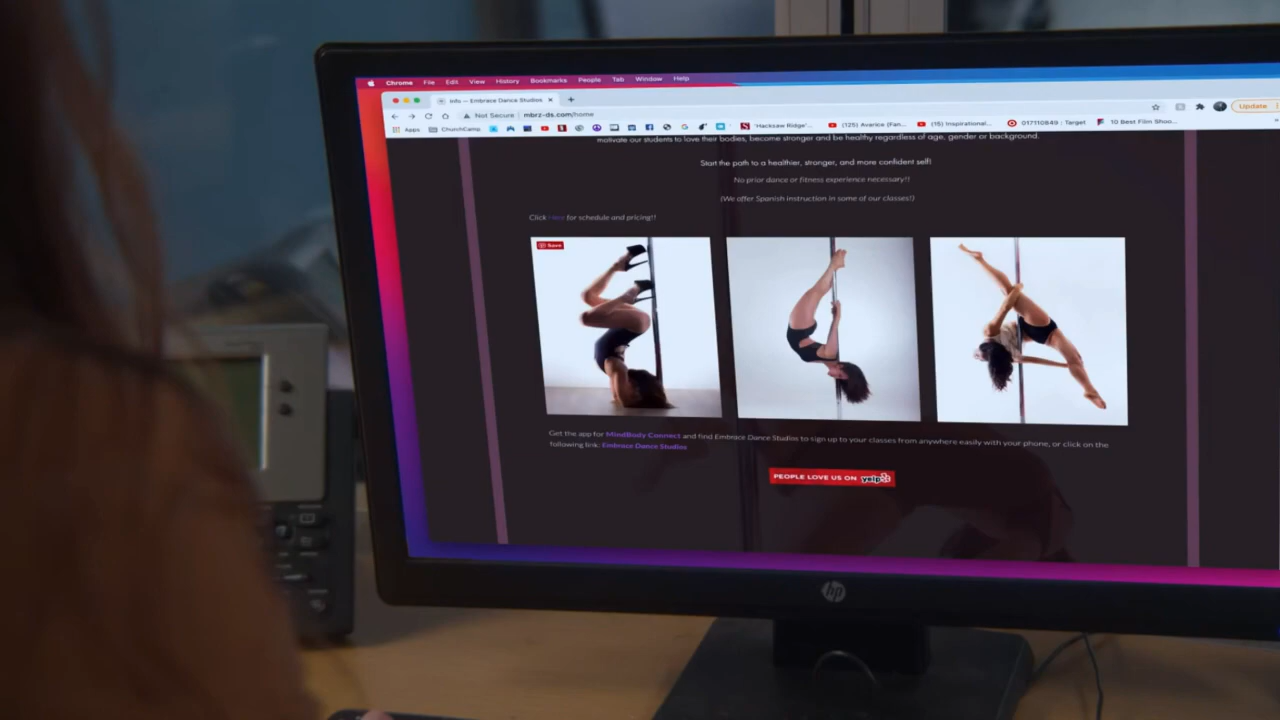 Chrome File Edit View History Bookmarks People Tab Window Help
Info — Embrace Dance Studios
Not Secure mbrz-ds.com/home
Update
Apps ChurchCamp 'Hacksaw Ridge'... (125) Avarice (Fan... (15) Inspirational... 017110849 : Target 10 Best Film Shoo...
motivate our students to love their bodies, become stronger and be healthy regardless of age, gender or background.
Start the path to a healthier, stronger, and more confident self!
No prior dance or fitness experience necessary!!
(We offer Spanish Instruction in some of our classes!)
Click Here for schedule and pricing!!
Save
Get the app for MindBody Connect and find Embrace Dance Studios to sign up to your classes from anywhere easily with your phone, or click on the
following link: Embrace Dance Studios
PEOPLE LOVE US ON yelp
hp